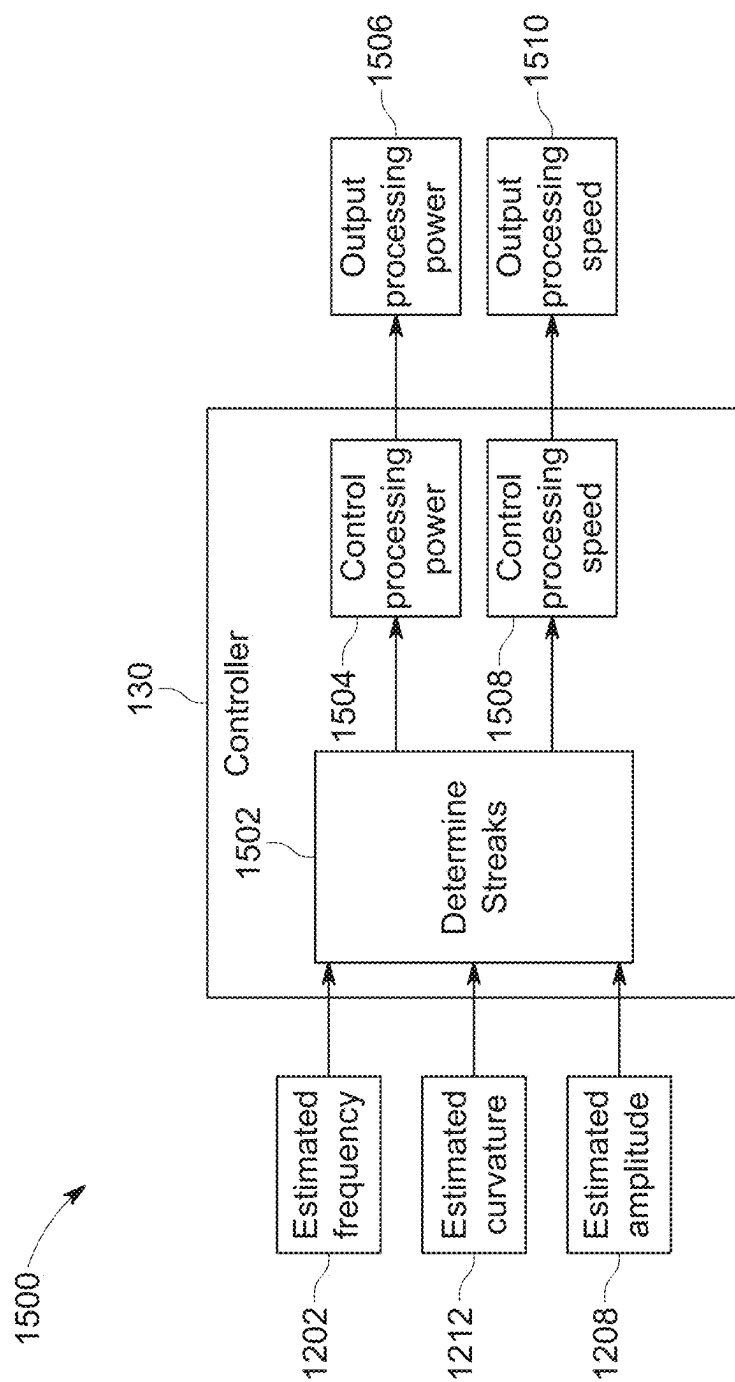 1500
130
Controller
1202
Estimated
frequency
1212
Estimated
curvature
1208
Estimated
amplitude
1502
Determine
Streaks
1504
Control
processing
power
1508
Control
processing
speed
Output
processing
power
1506
Output
processing
speed
1510